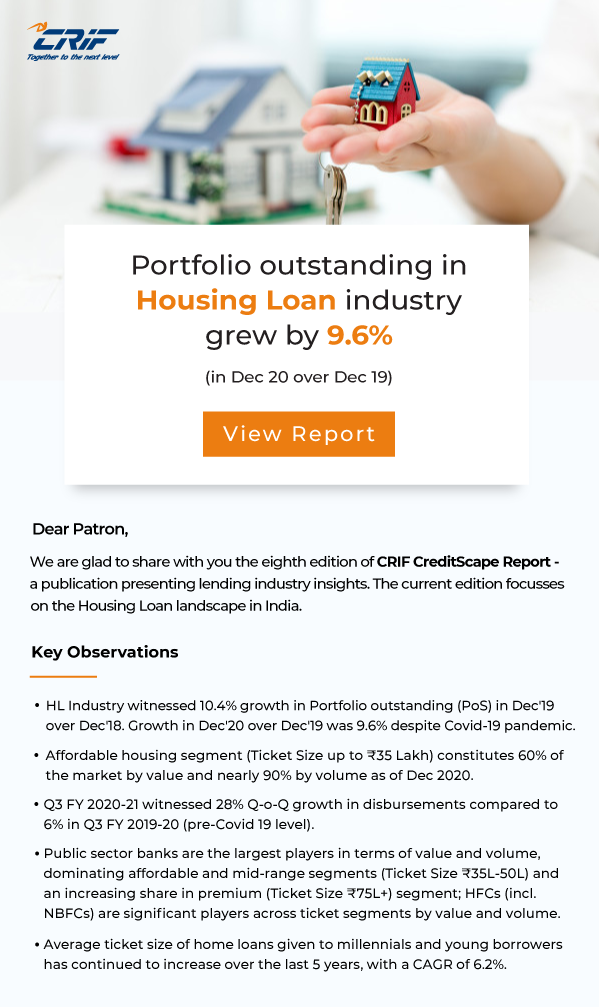 CRIF
Together to the next level
Portfolio outstanding in
Housing Loan industry
grew by 9.6%
(in Dec 20 over Dec 19)
View Report
Dear Patron,
We are glad to share with you the eighth edition of CRIF CreditScape Report -
a publication presenting lending industry insights. The current edition focusses
on the Housing Loan landscape in India.
Key Observations
• HL Industry witnessed 10.4% growth in Portfolio outstanding (PoS) in Dec'19
over Dec'18. Growth in Dec'20 over Dec'19 was 9.6% despite Covid-19 pandemic.
• Affordable housing segment (Ticket Size up to ₹35 Lakh) constitutes 60% of
the market by value and nearly 90% by volume as of Dec 2020.
• Q3 FY 2020-21 witnessed 28% Q-o-Q growth in disbursements compared to
6% in Q3 FY 2019-20 (pre-Covid 19 level).
• Public sector banks are the largest players in terms of value and volume,
dominating affordable and mid-range segments (Ticket Size ₹35L-50L) and
an increasing share in premium (Ticket Size ₹75L+) segment; HFCs (incl.
NBFCs) are significant players across ticket segments by value and volume.
• Average ticket size of home loans given to millennials and young borrowers
has continued to increase over the last 5 years, with a CAGR of 6.2%.